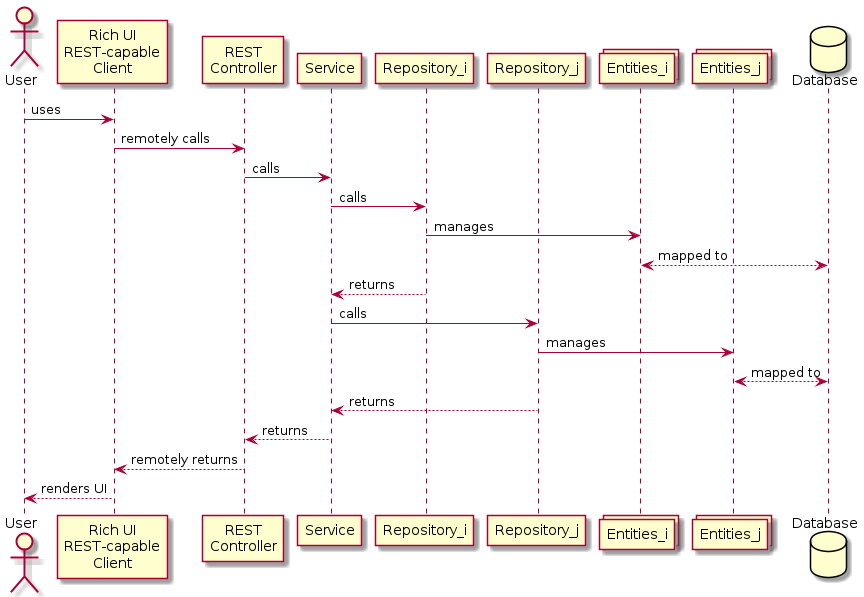 Rich UI
REST-capable
Client
REST
Controller
Service
Repository_i
Repository_j
Entities_i
Entities_j
User
Database
uses
remotely calls
calls
calls
manages
mapped to
returns
calls
manages
mapped to
returns
returns
remotely returns
renders UI
User
Rich UI
REST-capable
Client
REST
Controller
Service
Repository_i
Repository_j
Entities_i
Entities_j
Database